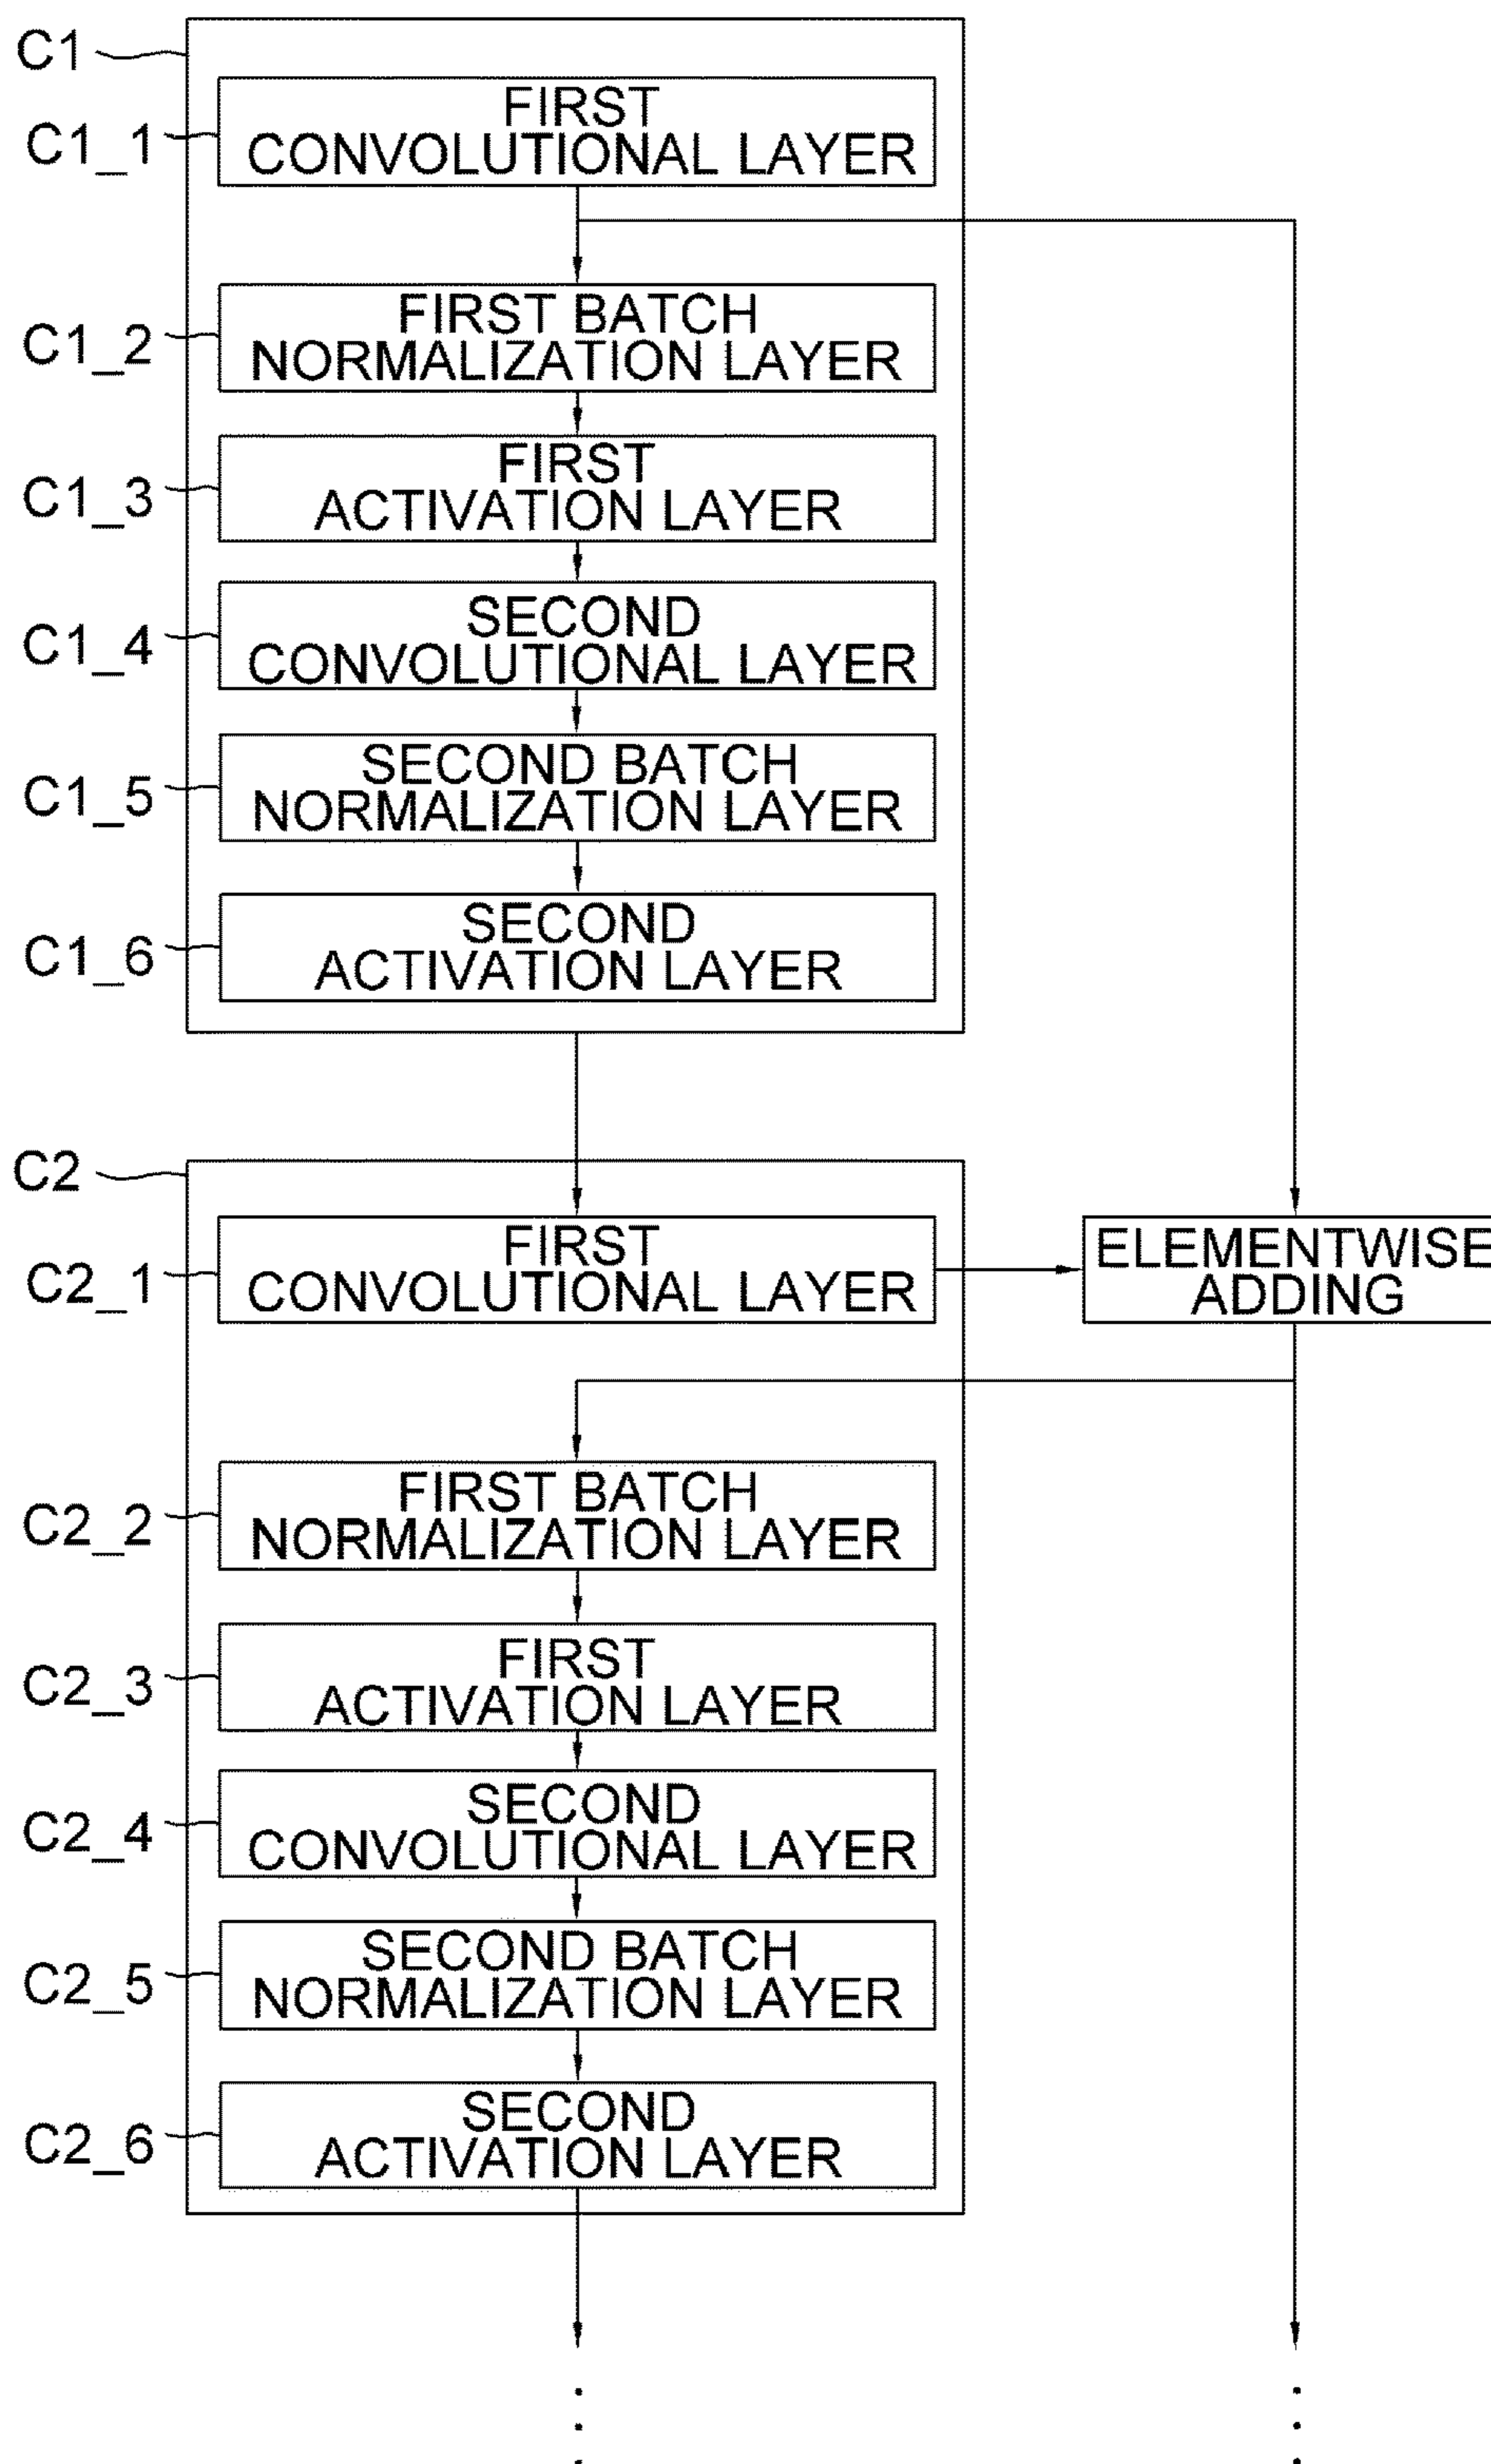 C1
C1_1
FIRST
CONVOLUTIONAL LAYER
C1_2
FIRST BATCH
NORMALIZATION LAYER
C1_3
FIRST
ACTIVATION LAYER
C1_4
SECOND
CONVOLUTIONAL LAYER
C1_5
SECOND BATCH
NORMALIZATION LAYER
C1_6
SECOND
ACTIVATION LAYER
C2
C2_1
FIRST
CONVOLUTIONAL LAYER
ELEMENTWISE
ADDING
C2_2
FIRST BATCH
NORMALIZATION LAYER
C2_3
FIRST
ACTIVATION LAYER
C2_4
SECOND
CONVOLUTIONAL LAYER
C2_5
SECOND BATCH
NORMALIZATION LAYER
C2_6
SECOND
ACTIVATION LAYER